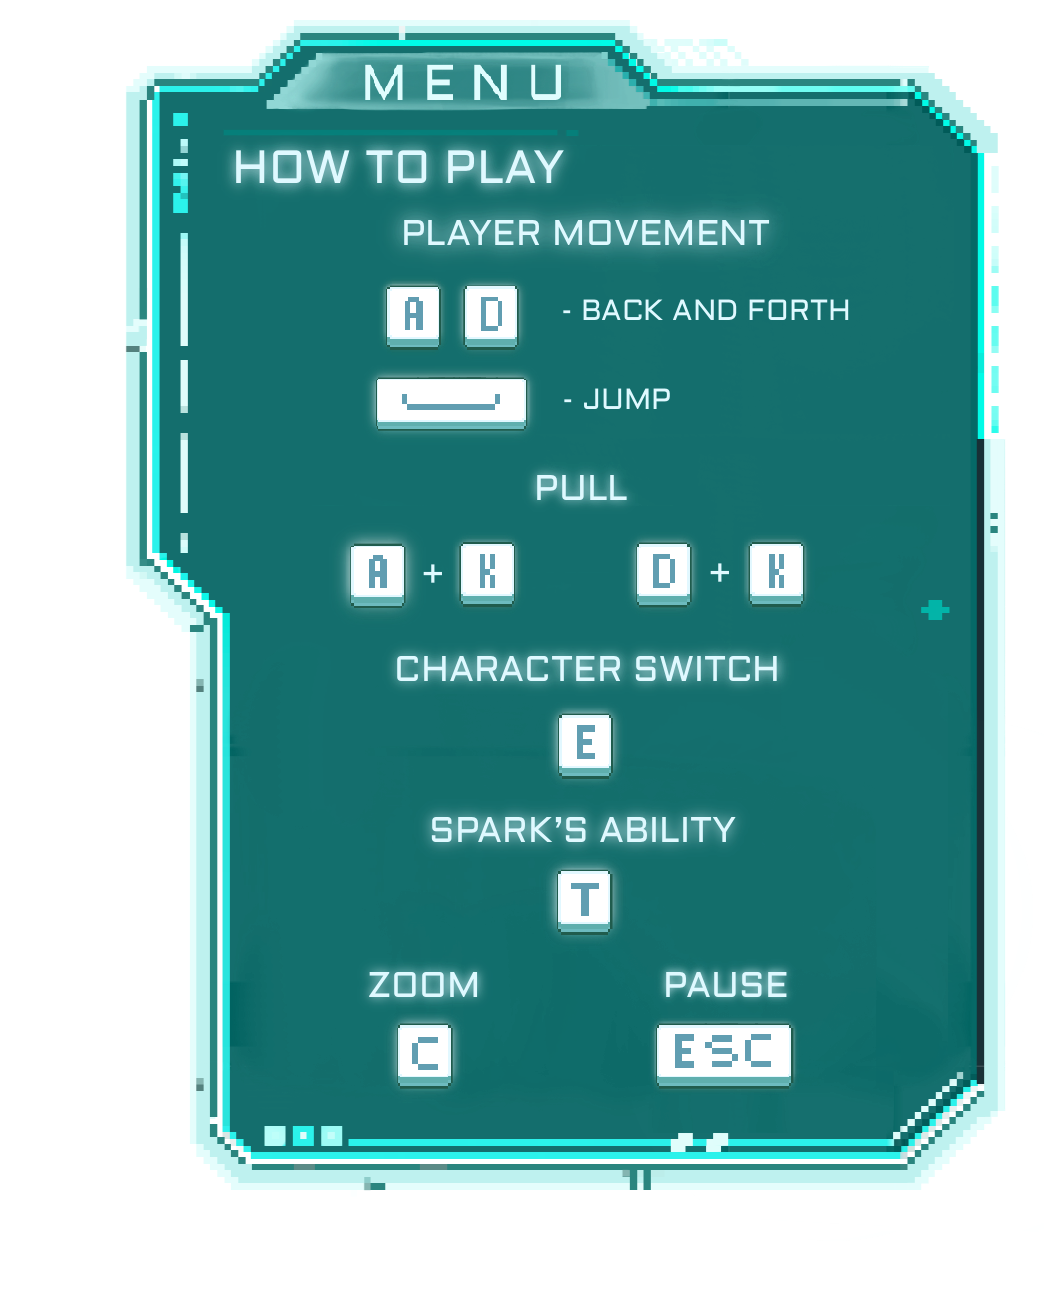 MENU
HOW TO PLAY
PLAYER MOVEMENT
A D - BACK AND FORTH
- JUMP
PULL
A + K D + K
CHARACTER SWITCH
E
SPARK'S ABILITY
T
ZOOM PAUSE
C ESC